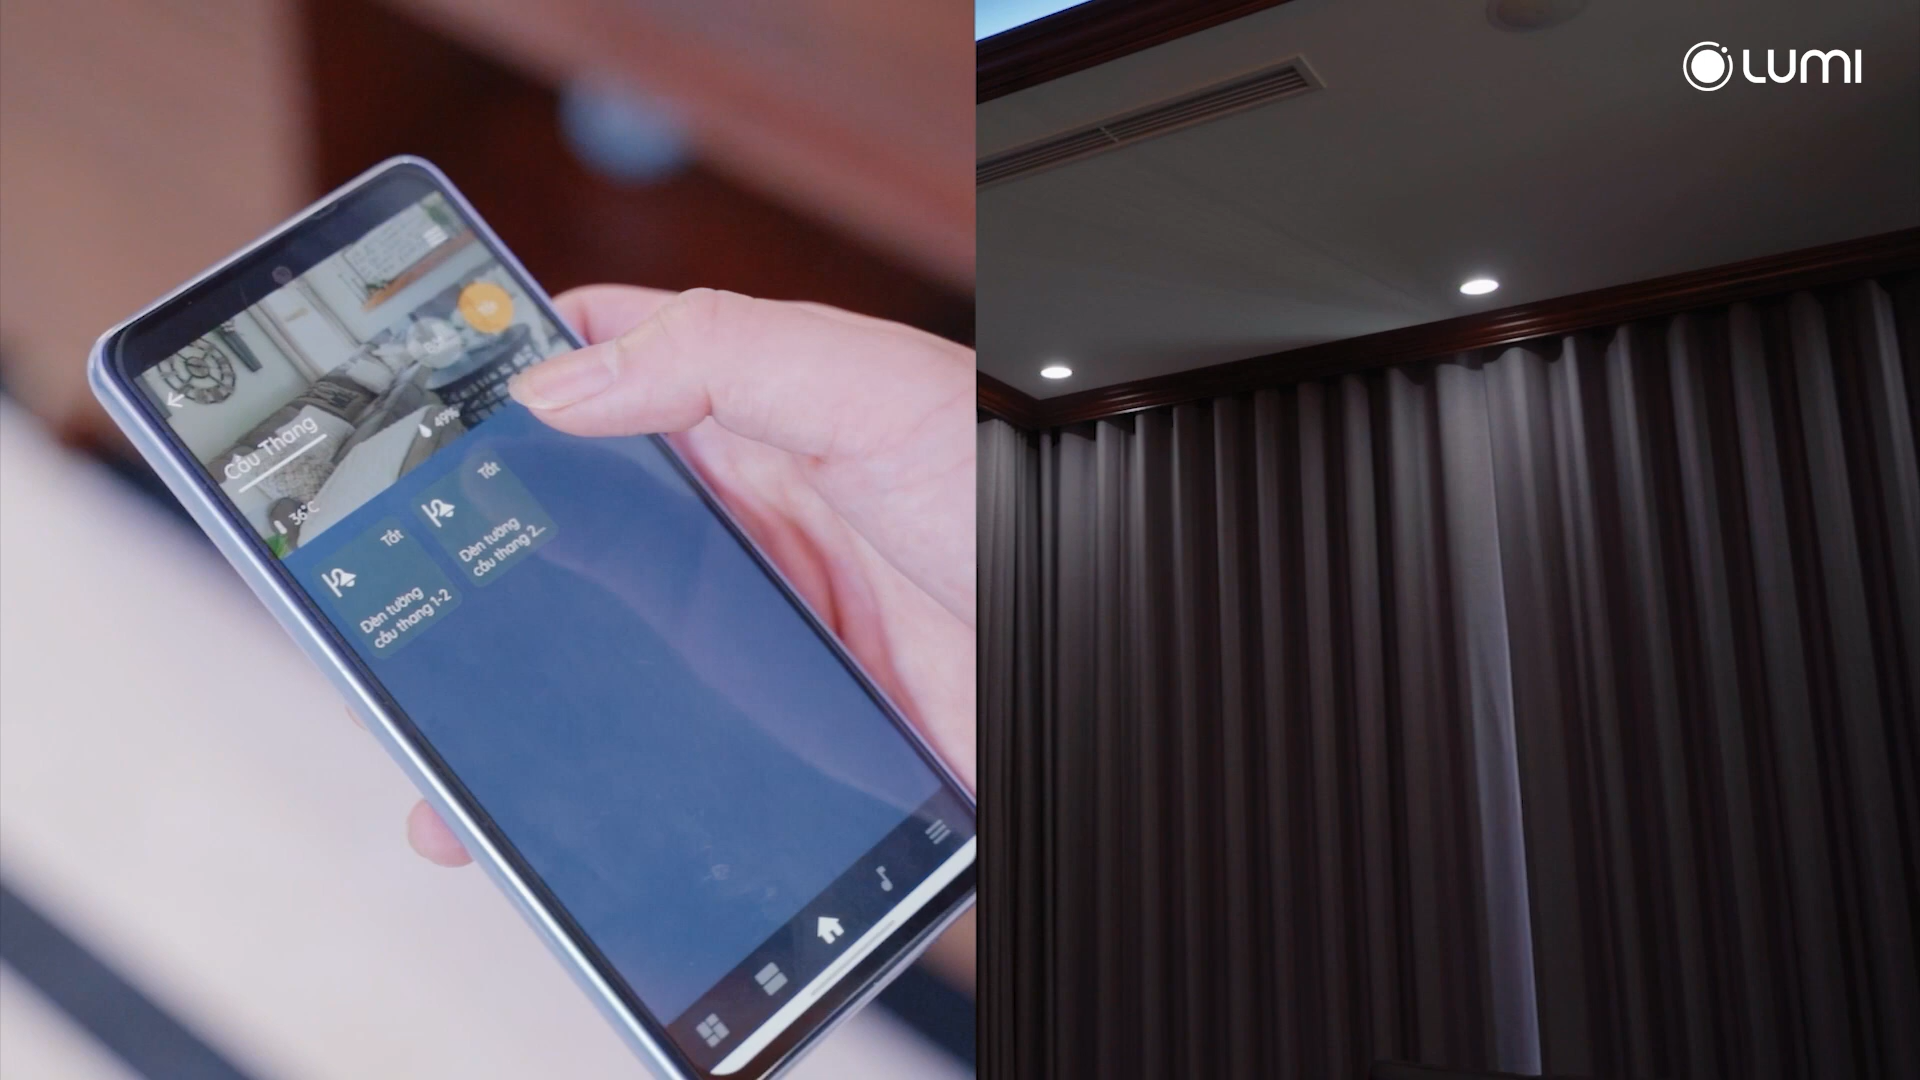 LUMI
Cầu Thang
36°C
49%
Tắt
Đèn tường
cầu thang 1-2
Tắt
Đèn tường
cầu thang 2...